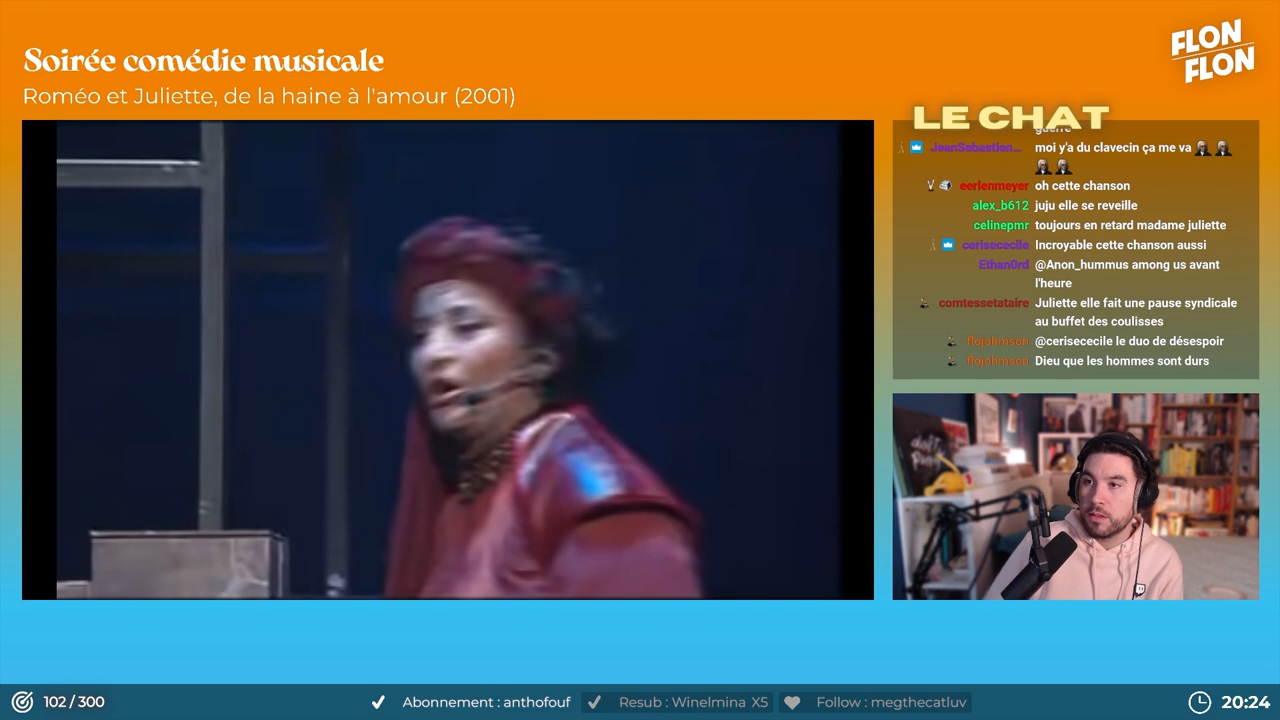 Soirée comédie musicale
Roméo et Juliette, de la haine à l'amour (2001)
FLON
FLON
LE CHAT
guerre
JeanSebastien... moi y'a du clavecin ça me va
eerlenmeyer oh cette chanson
alex_b612 juju elle se reveille
celinepmr toujours en retard madame juliette
cerisececile Incroyable cette chanson aussi
Ethan0rd @Anon_hummus among us avant
l'heure
comtessetataire Juliette elle fait une pause syndicale
au buffet des coulisses
flojohmson @cerisececile le duo de désespoir
flojohmson Dieu que les hommes sont durs
102 / 300
Abonnement : anthofouf
Resub : Winelmina X5
Follow : megthecatluv
20:24